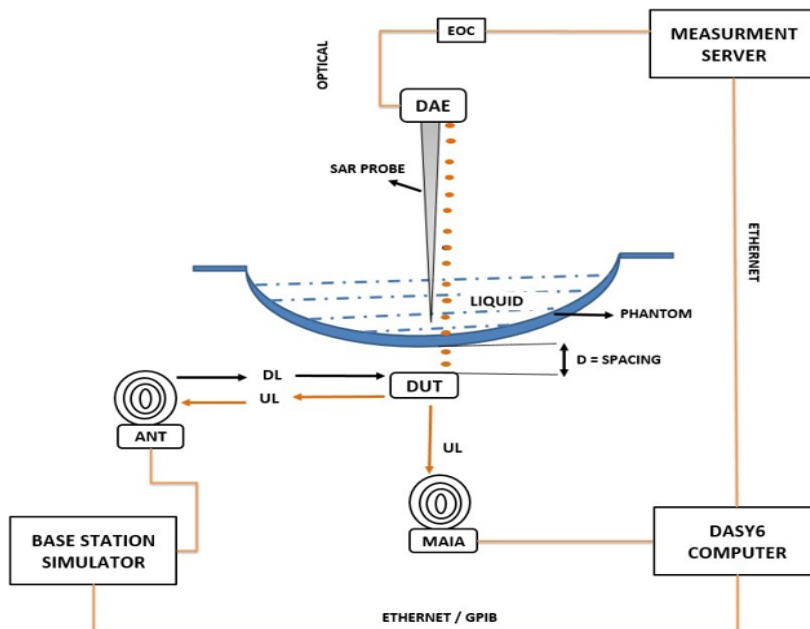 EOC
MEASURMENT
SERVER
OPTICAL
DAE
SAR PROBE
ETHERNET
LIQUID
PHANTOM
D = SPACING
DL
DUT
UL
ANT
UL
BASE STATION
SIMULATOR
MAIA
DASY6
COMPUTER
ETHERNET / GPIB